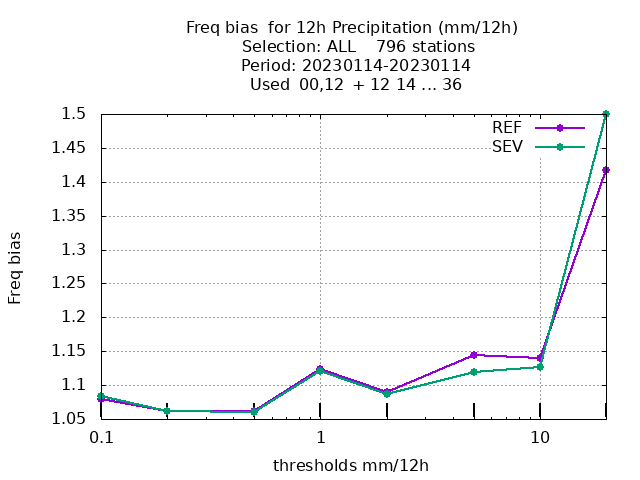 Freq bias  for 12h Precipitation (mm/12h)
Selection: ALL    796 stations
Period: 20230114-20230114
Used  00,12  + 12 14 ... 36
REF
SEV
1.5
1.45
1.4
1.35
1.3
1.25
1.2
1.15
1.1
1.05
Freq bias
0.1 1 10
thresholds mm/12h